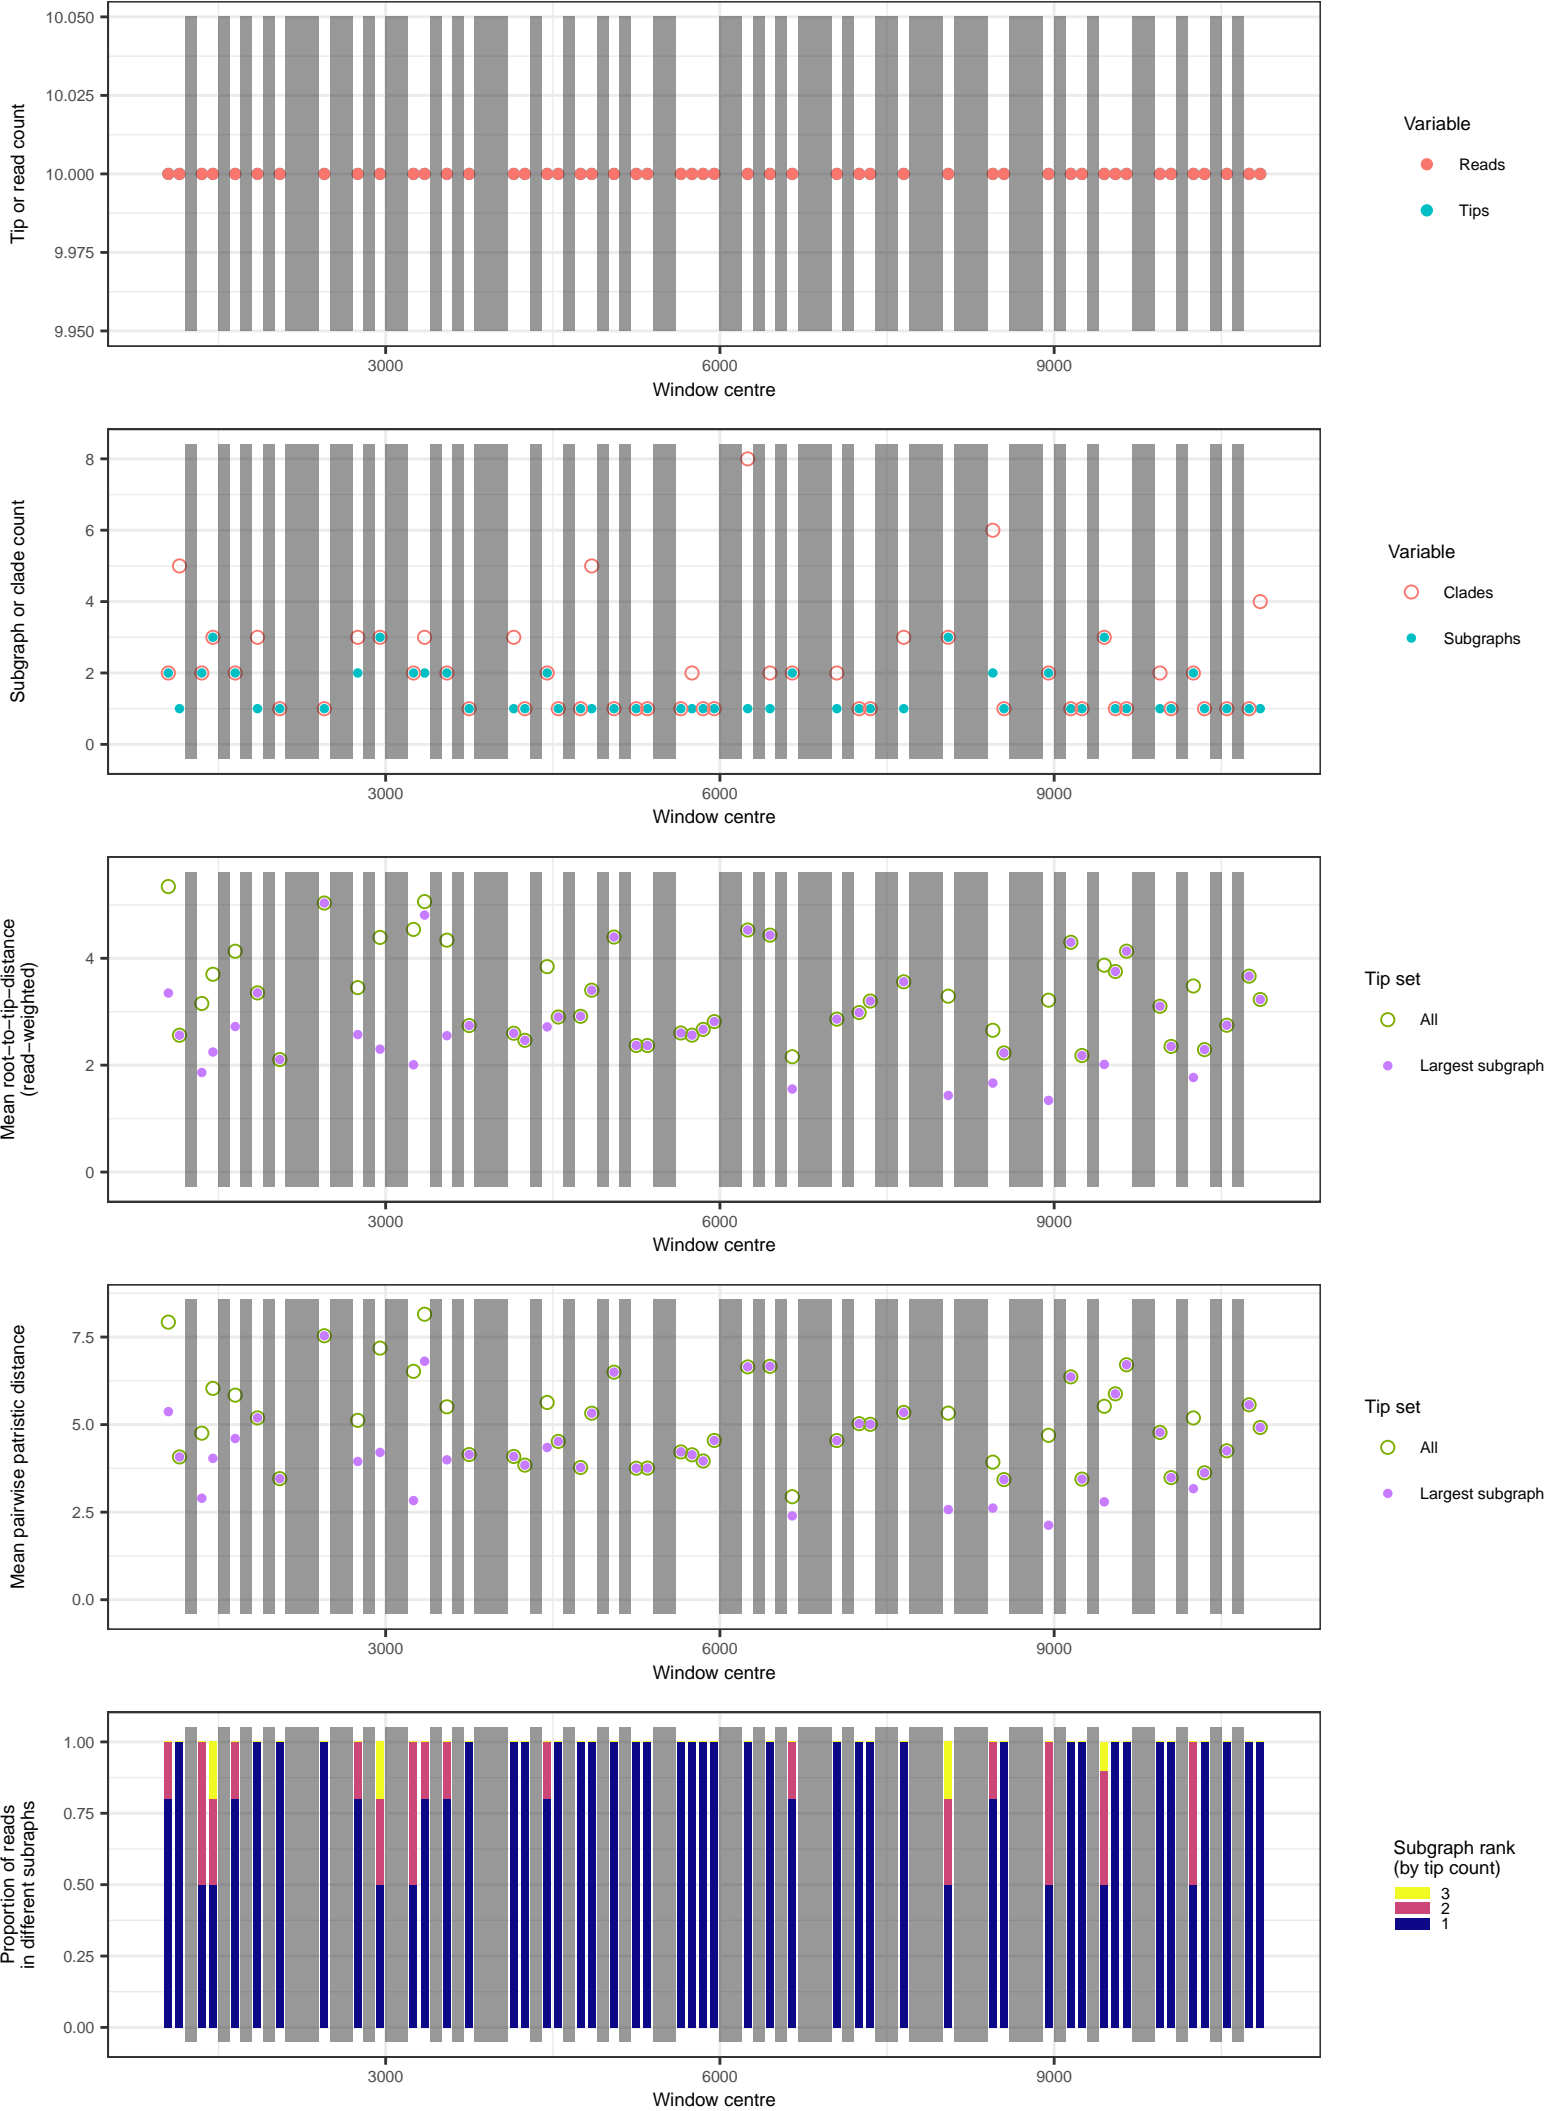 10.050
10.025
10.000
9.975
9.950
Tip or read count
3000 6000 9000
Window centre
Variable
Reads
Tips
8
6
4
2
0
Subgraph or clade count
3000 6000 9000
Window centre
Variable
Clades
Subgraphs
4
2
0
Mean root−to−tip−distance
(read−weighted)
3000 6000 9000
Window centre
Tip set
All
Largest subgraph
7.5
5.0
2.5
0.0
Mean pairwise patristic distance
3000 6000 9000
Window centre
Tip set
All
Largest subgraph
1.00
0.75
0.50
0.25
0.00
Proportion of reads
in different subraphs
3000 6000 9000
Window centre
Subgraph rank
(by tip count)
3
2
1